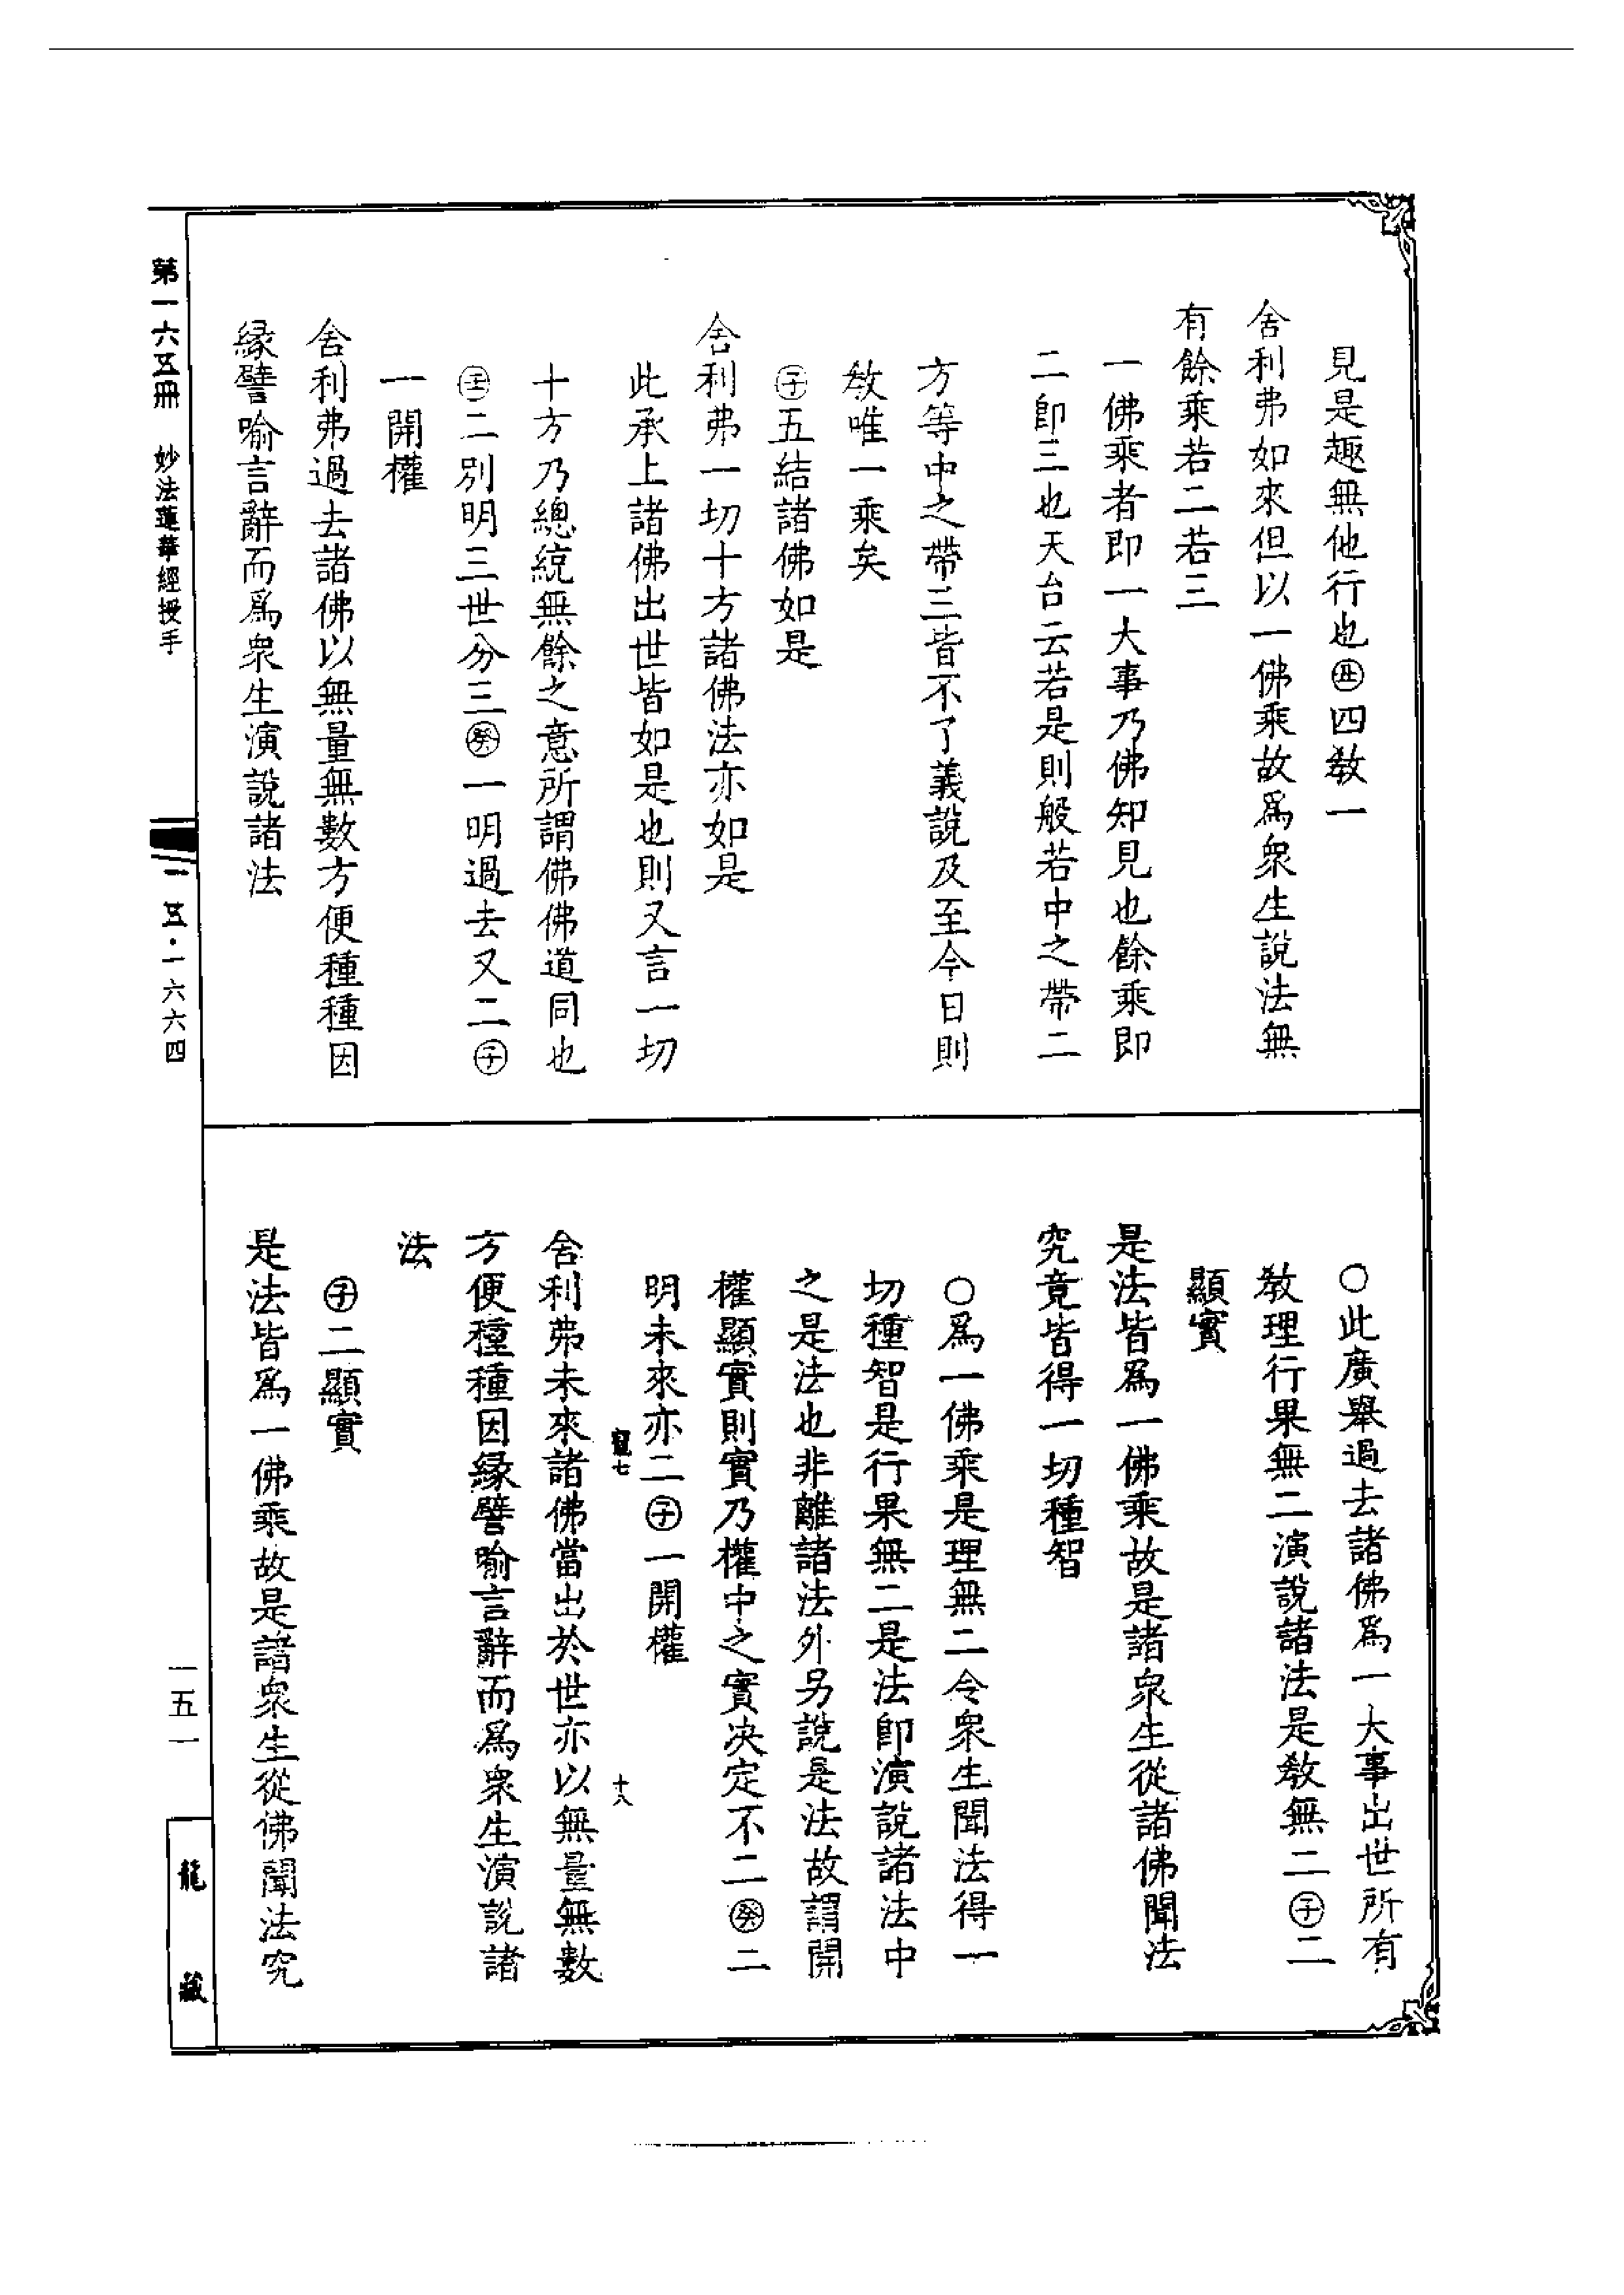 見是趣無他行也㊄四教一
舍利弗如來但以一佛乘故爲衆生說法無
有餘乘若二若三
一佛乘者即一大事乃佛知見也餘乘即
二即三也天台云若是則般若中之帶二
方等中之帶三皆不了義說及至今日則
教唯一乘矣
子五結諸佛如是
舍利弗一切十方諸佛法亦如是
此承上諸佛出世皆如是也則又言一切
十方乃總統無餘之意所謂佛佛道同也
壬二別明三世分三癸一明過去又二子
一開權
舍利弗過去諸佛以無量無數方便種種因
緣譬喻言辭而爲衆生演說諸法
〇此廣舉過去諸佛爲一大事出世所有
教理行果無二演說諸法是教無二子二
顯實
是法皆爲一佛乘故是諸衆生從諸佛聞法
究竟皆得一切種智
〇爲一佛乘是理無二令衆生聞法得一
切種智是行果無二是法即演說諸法中
之是法也非離諸法外另說是法故謂開
權顯實則實乃權中之實決定不二癸二
明未來亦二子一開權
七 十八
舍利弗未來諸佛當出於世亦以無量無數
方便種種因緣譬喻言辭而爲衆生演說諸
法
子二顯實
是法皆爲一佛乘故是諸衆生從佛聞法究
第一六五冊 妙法蓮華經授手 一五·一六六四
一五一
龍藏